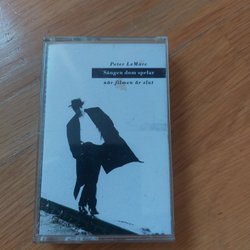 Peter LeMarc
Sången dom spelar
när filmen är slut